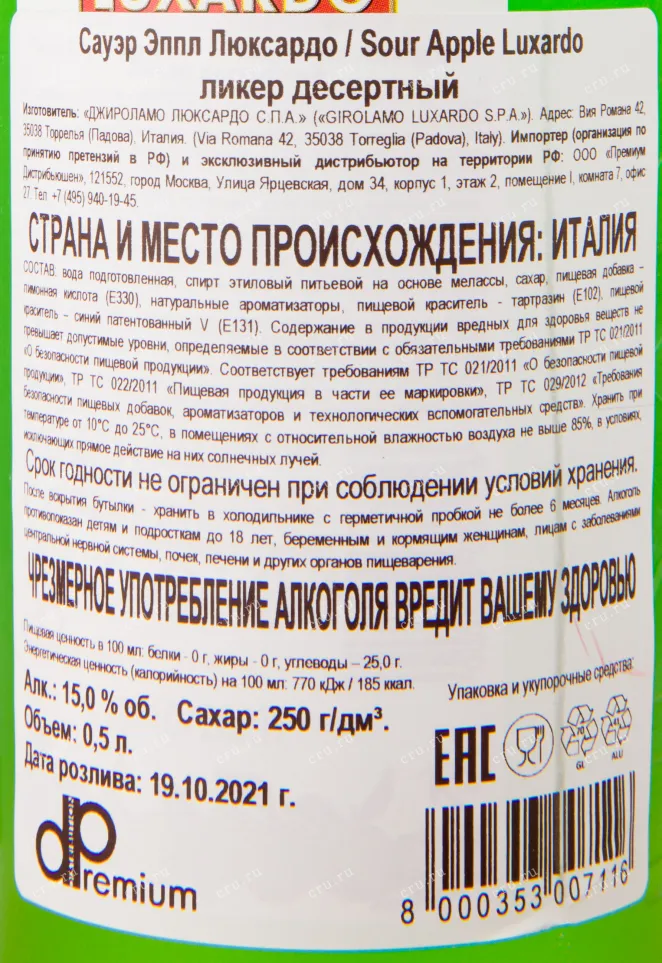 LUXARDO
Сауэр Эппл Люксардо / Sour Apple Luxardo
ликер десертный
Изготовитель: «ДЖИРОЛАМО ЛЮКСАРДО С.П.А.» («GIROLAMO LUXARDO S.P.A.»). Адрес: Виа Романа 42,
35038 Торрелья (Падова), Италия. (Via Romana 42, 35038 Torreglia (Padova), Italy). Импортер (организация по
принятию претензий в РФ) и эксклюзивный дистрибьютор на территории РФ: ООО «Премиум
Дистрибьюшен», 121552, город Москва, Улица Ярцевская, дом 34, корпус 1, этаж 2, помещение I, комната 7, офис
27. Тел. +7 (495) 940-19-45.
СТРАНА И МЕСТО ПРОИСХОЖДЕНИЯ: ИТАЛИЯ
СОСТАВ: вода подготовленная, спирт этиловый питьевой на основе мелассы, сахар, пищевая добавка –
лимонная кислота (Е330), натуральные ароматизаторы, пищевой краситель - тартразин (Е102), пищевой
краситель – синий патентованный V (Е131). Содержание в продукции вредных для здоровья веществ не
превышает допустимые уровни, определяемые в соответствии с обязательными требованиями ТР ТС 021/2011
«О безопасности пищевой продукции». Соответствует требованиям ТР ТС 021/2011 «О безопасности пищевой
продукции», ТР ТС 022/2011 «Пищевая продукция в части ее маркировки», ТР ТС 029/2012 «Требования
безопасности пищевых добавок, ароматизаторов и технологических вспомогательных средств». Хранить при
температуре от 10°С до 25°С, в помещениях с относительной влажностью воздуха не выше 85%, в условиях,
исключающих прямое действие на них солнечных лучей.
Срок годности не ограничен при соблюдении условий хранения.
После вскрытия бутылки - хранить в холодильнике с герметичной пробкой не более 6 месяцев. Алкоголь
противопоказан детям и подросткам до 18 лет, беременным и кормящим женщинам, лицам с заболеваниями
центральной нервной системы, почек, печени и других органов пищеварения.
ЧРЕЗМЕРНОЕ УПОТРЕБЛЕНИЕ АЛКОГОЛЯ ВРЕДИТ ВАШЕМУ ЗДОРОВЬЮ
Пищевая ценность в 100 мл: белки - 0 г, жиры - 0 г, углеводы – 25,0 г.
Энергетическая ценность (калорийность) на 100 мл: 770 кДж / 185 ккал.
Алк.: 15,0 % об. Сахар: 250 г/дм³.
Объем: 0,5 л.
Дата розлива: 19.10.2021 г.
Упаковка и укупорочные средства:
ЕАС
70
GL
41
ALU
dp Premium
8 000353 007416
cru.ru